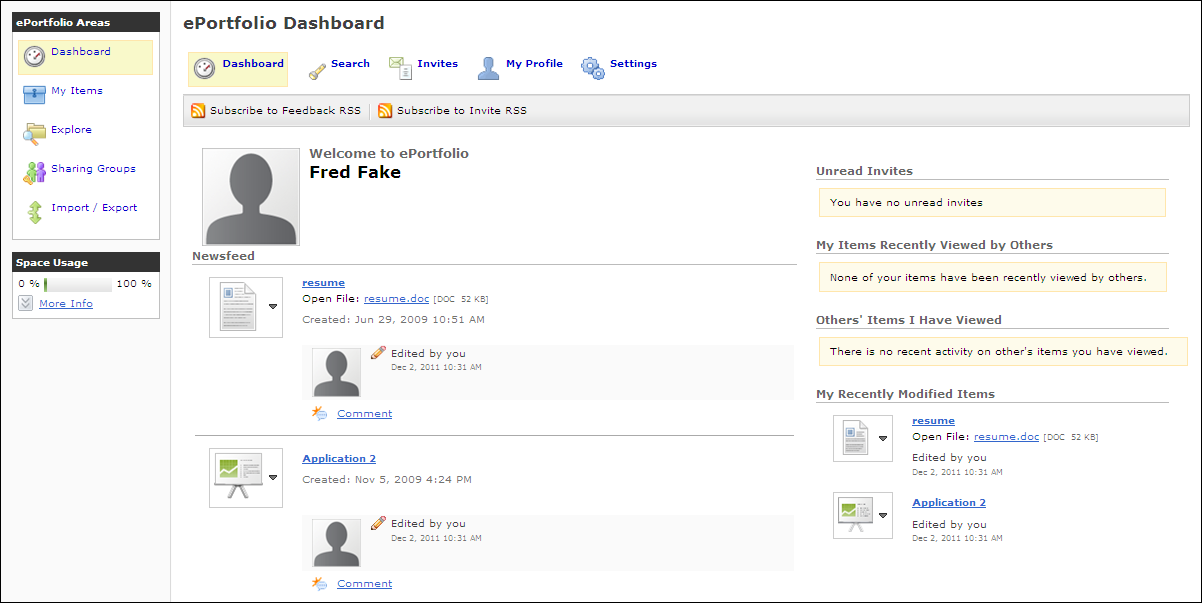 ePortfolio Areas
Dashboard
My Items
Explore
Sharing Groups
Import / Export
Space Usage
0 % 100 %
More Info
ePortfolio Dashboard
Dashboard Search Invites My Profile Settings
Subscribe to Feedback RSS Subscribe to Invite RSS
Welcome to ePortfolio
Fred Fake
Newsfeed
resume
Open File: resume.doc [DOC 52 KB]
Created: Jun 29, 2009 10:51 AM
Edited by you
Dec 2, 2011 10:31 AM
Comment
Application 2
Created: Nov 5, 2009 4:24 PM
Edited by you
Dec 2, 2011 10:31 AM
Comment
Unread Invites
You have no unread invites
My Items Recently Viewed by Others
None of your items have been recently viewed by others.
Others' Items I Have Viewed
There is no recent activity on other's items you have viewed.
My Recently Modified Items
resume
Open File: resume.doc [DOC 52 KB]
Edited by you
Dec 2, 2011 10:31 AM
Application 2
Edited by you
Dec 2, 2011 10:31 AM